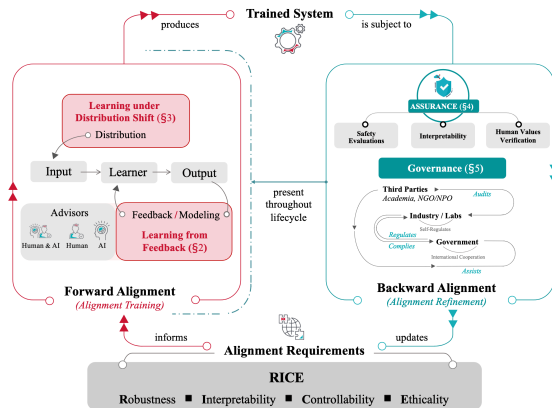 produces
Trained System
is subject to
Learning under
Distribution Shift (§3)
Distribution
Input
Learner
Output
Advisors
Human & AI
Human
AI
Feedback / Modeling
Learning from
Feedback (§2)
Forward Alignment
(Alignment Training)
present
throughout
lifecycle
ASSURANCE (§4)
Safety
Evaluations
Interpretability
Human Values
Verification
Governance (§5)
Third Parties
Academia, NGO/NPO
Audits
Industry / Labs
Self-Regulates
Regulates
Complies
Government
International Cooperation
Assists
Backward Alignment
(Alignment Refinement)
informs
updates
Alignment Requirements
RICE
Robustness ■ Interpretability ■ Controllability ■ Ethicality